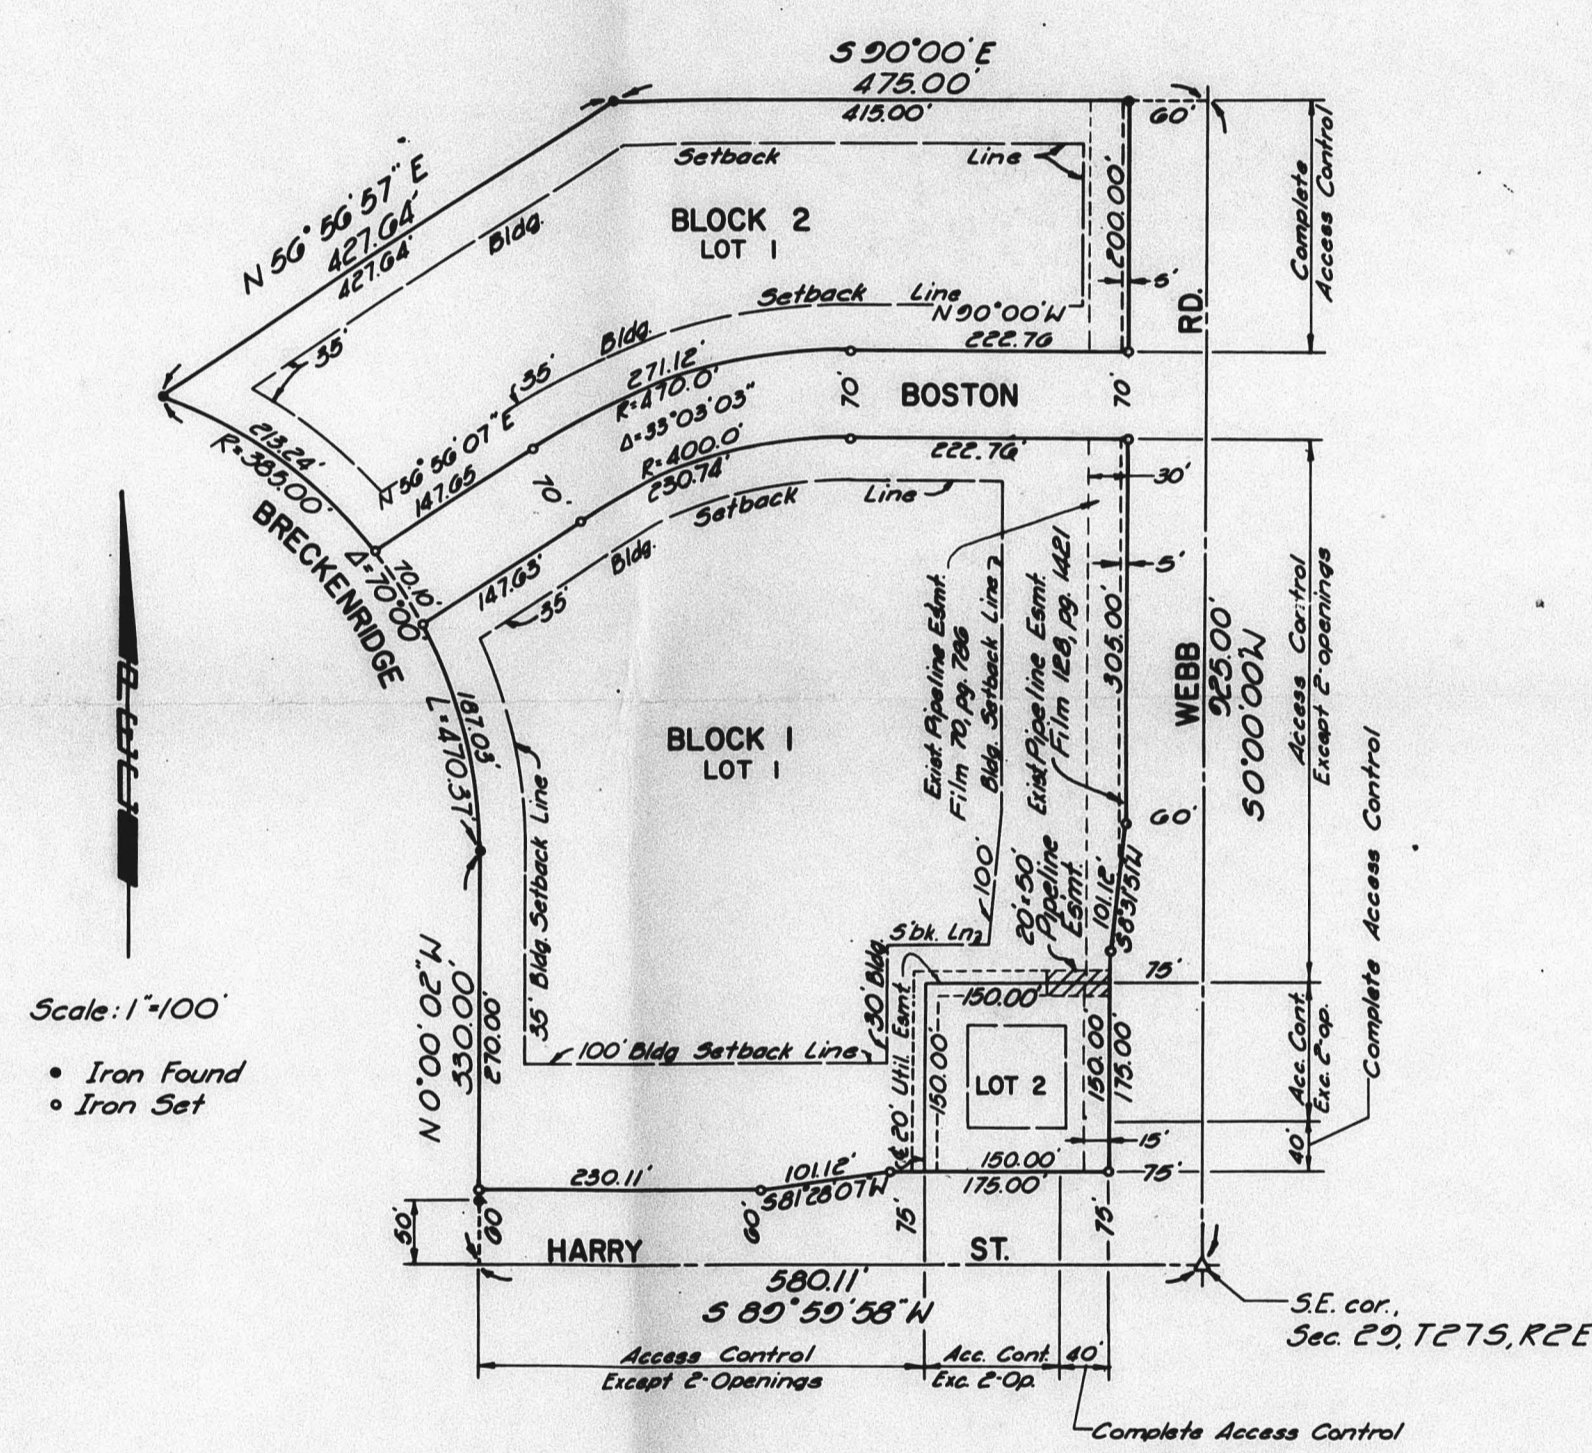 S 90°00' E
475.00'
415.00'
60'
N 56° 56' 57" E
427.64'
427.64'
Setback Line
Bldg.
BLOCK 2
LOT 1
200.00'
5'
Complete
Access Control
RD.
35'
35'
Bldg. Setback Line
N 90°00' W
222.76
271.12'
R=470.0'
Δ=33°03'03"
R=400.0'
230.74'
70'
BOSTON
70'
222.76'
213.24'
R=385.00'
BRECKENRIDGE
N 56° 56' 07" E
147.65
70'
70.10'
Δ=70°00'
147.63'
35'
Bldg. Setback Line
30'
5'
Exist. Pipeline Esmt.
Film 70, pg. 786
Bldg. Setback Line
Exist Pipeline Esmt.
Film 128, pg. 1421
305.00'
WEBB
925.00'
S0°00'00"W
Access Control
Except 2-openings
Complete Access Control
187.03'
L=470.37'
BLOCK 1
LOT 1
35' Bldg. Setback Line
60'
100'
20'x50'
Pipeline
Esmt.
101.12'
S8°31'51"W
S'bk. Ln
30' Bldg.
75'
N 0°00'02" W.
330.00'
270.00'
Scale: 1"=100'
Iron Found
Iron Set
100' Bldg Setback Line
20' Util. Esmt.
150.00'
150.00'
LOT 2
150.00'
175.00'
Acc. Cont.
Exc. 2-op.
40'
15'
230.11'
101.12'
S81°28'07"W
150.00'
175.00'
75'
50'
60'
60'
75'
75'
HARRY ST.
580.11'
S 89°59'58" W
S.E. cor.,
Sec. 29, T27S, R2E
Access Control
Except 2-Openings
Acc. Cont.
Exc. 2-Op.
40'
Complete Access Control